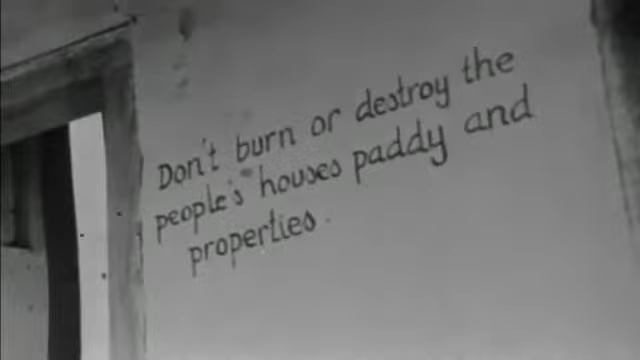 Don't burn or destroy the
people's houses paddy and
properties.